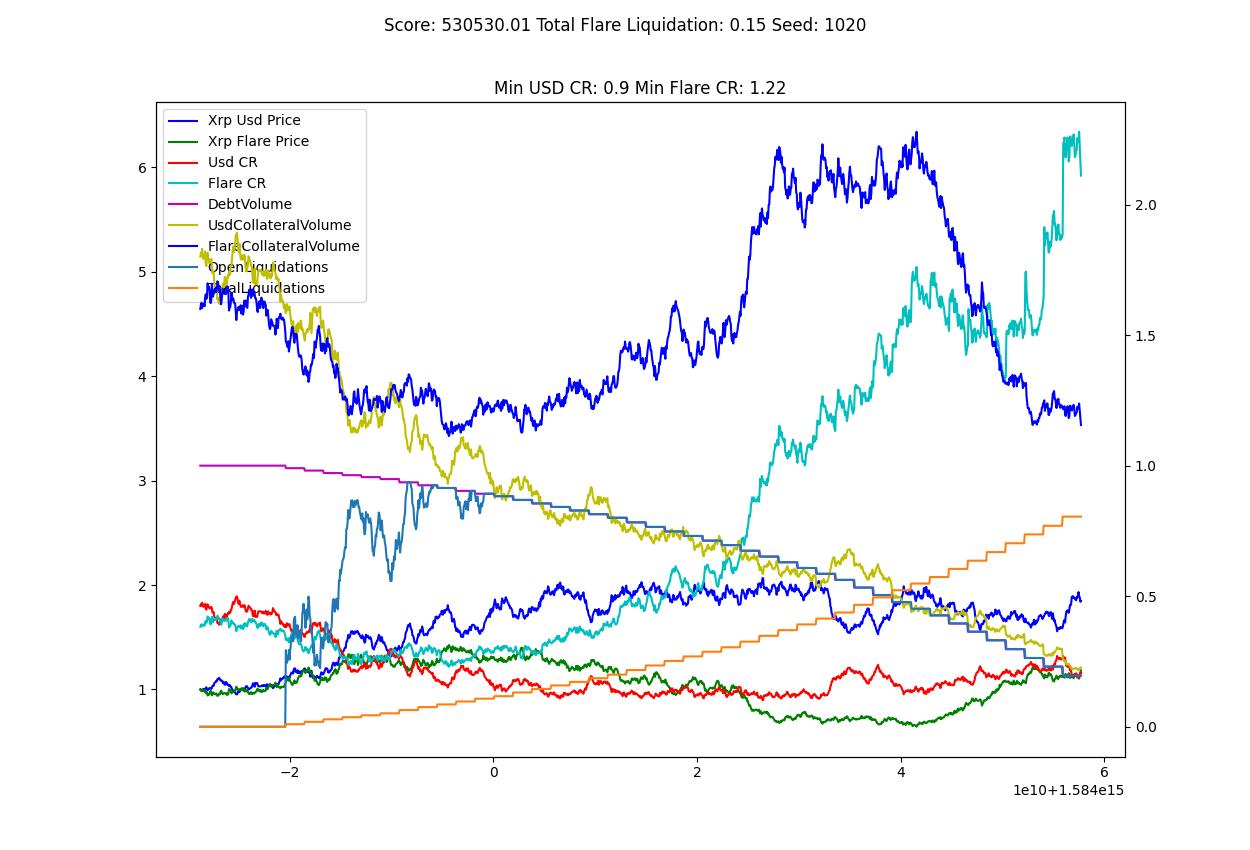 Score: 530530.01 Total Flare Liquidation: 0.15 Seed: 1020
Min USD CR: 0.9 Min Flare CR: 1.22
Xrp Usd Price
Xrp Flare Price
Usd CR
Flare CR
DebtVolume
UsdCollateralVolume
FlareCollateralVolume
OpenLiquidations
TotalLiquidations
6
5
4
3
2
1
2.0
1.5
1.0
0.5
0.0
−2
0
2
4
6
1e10+1.584e15